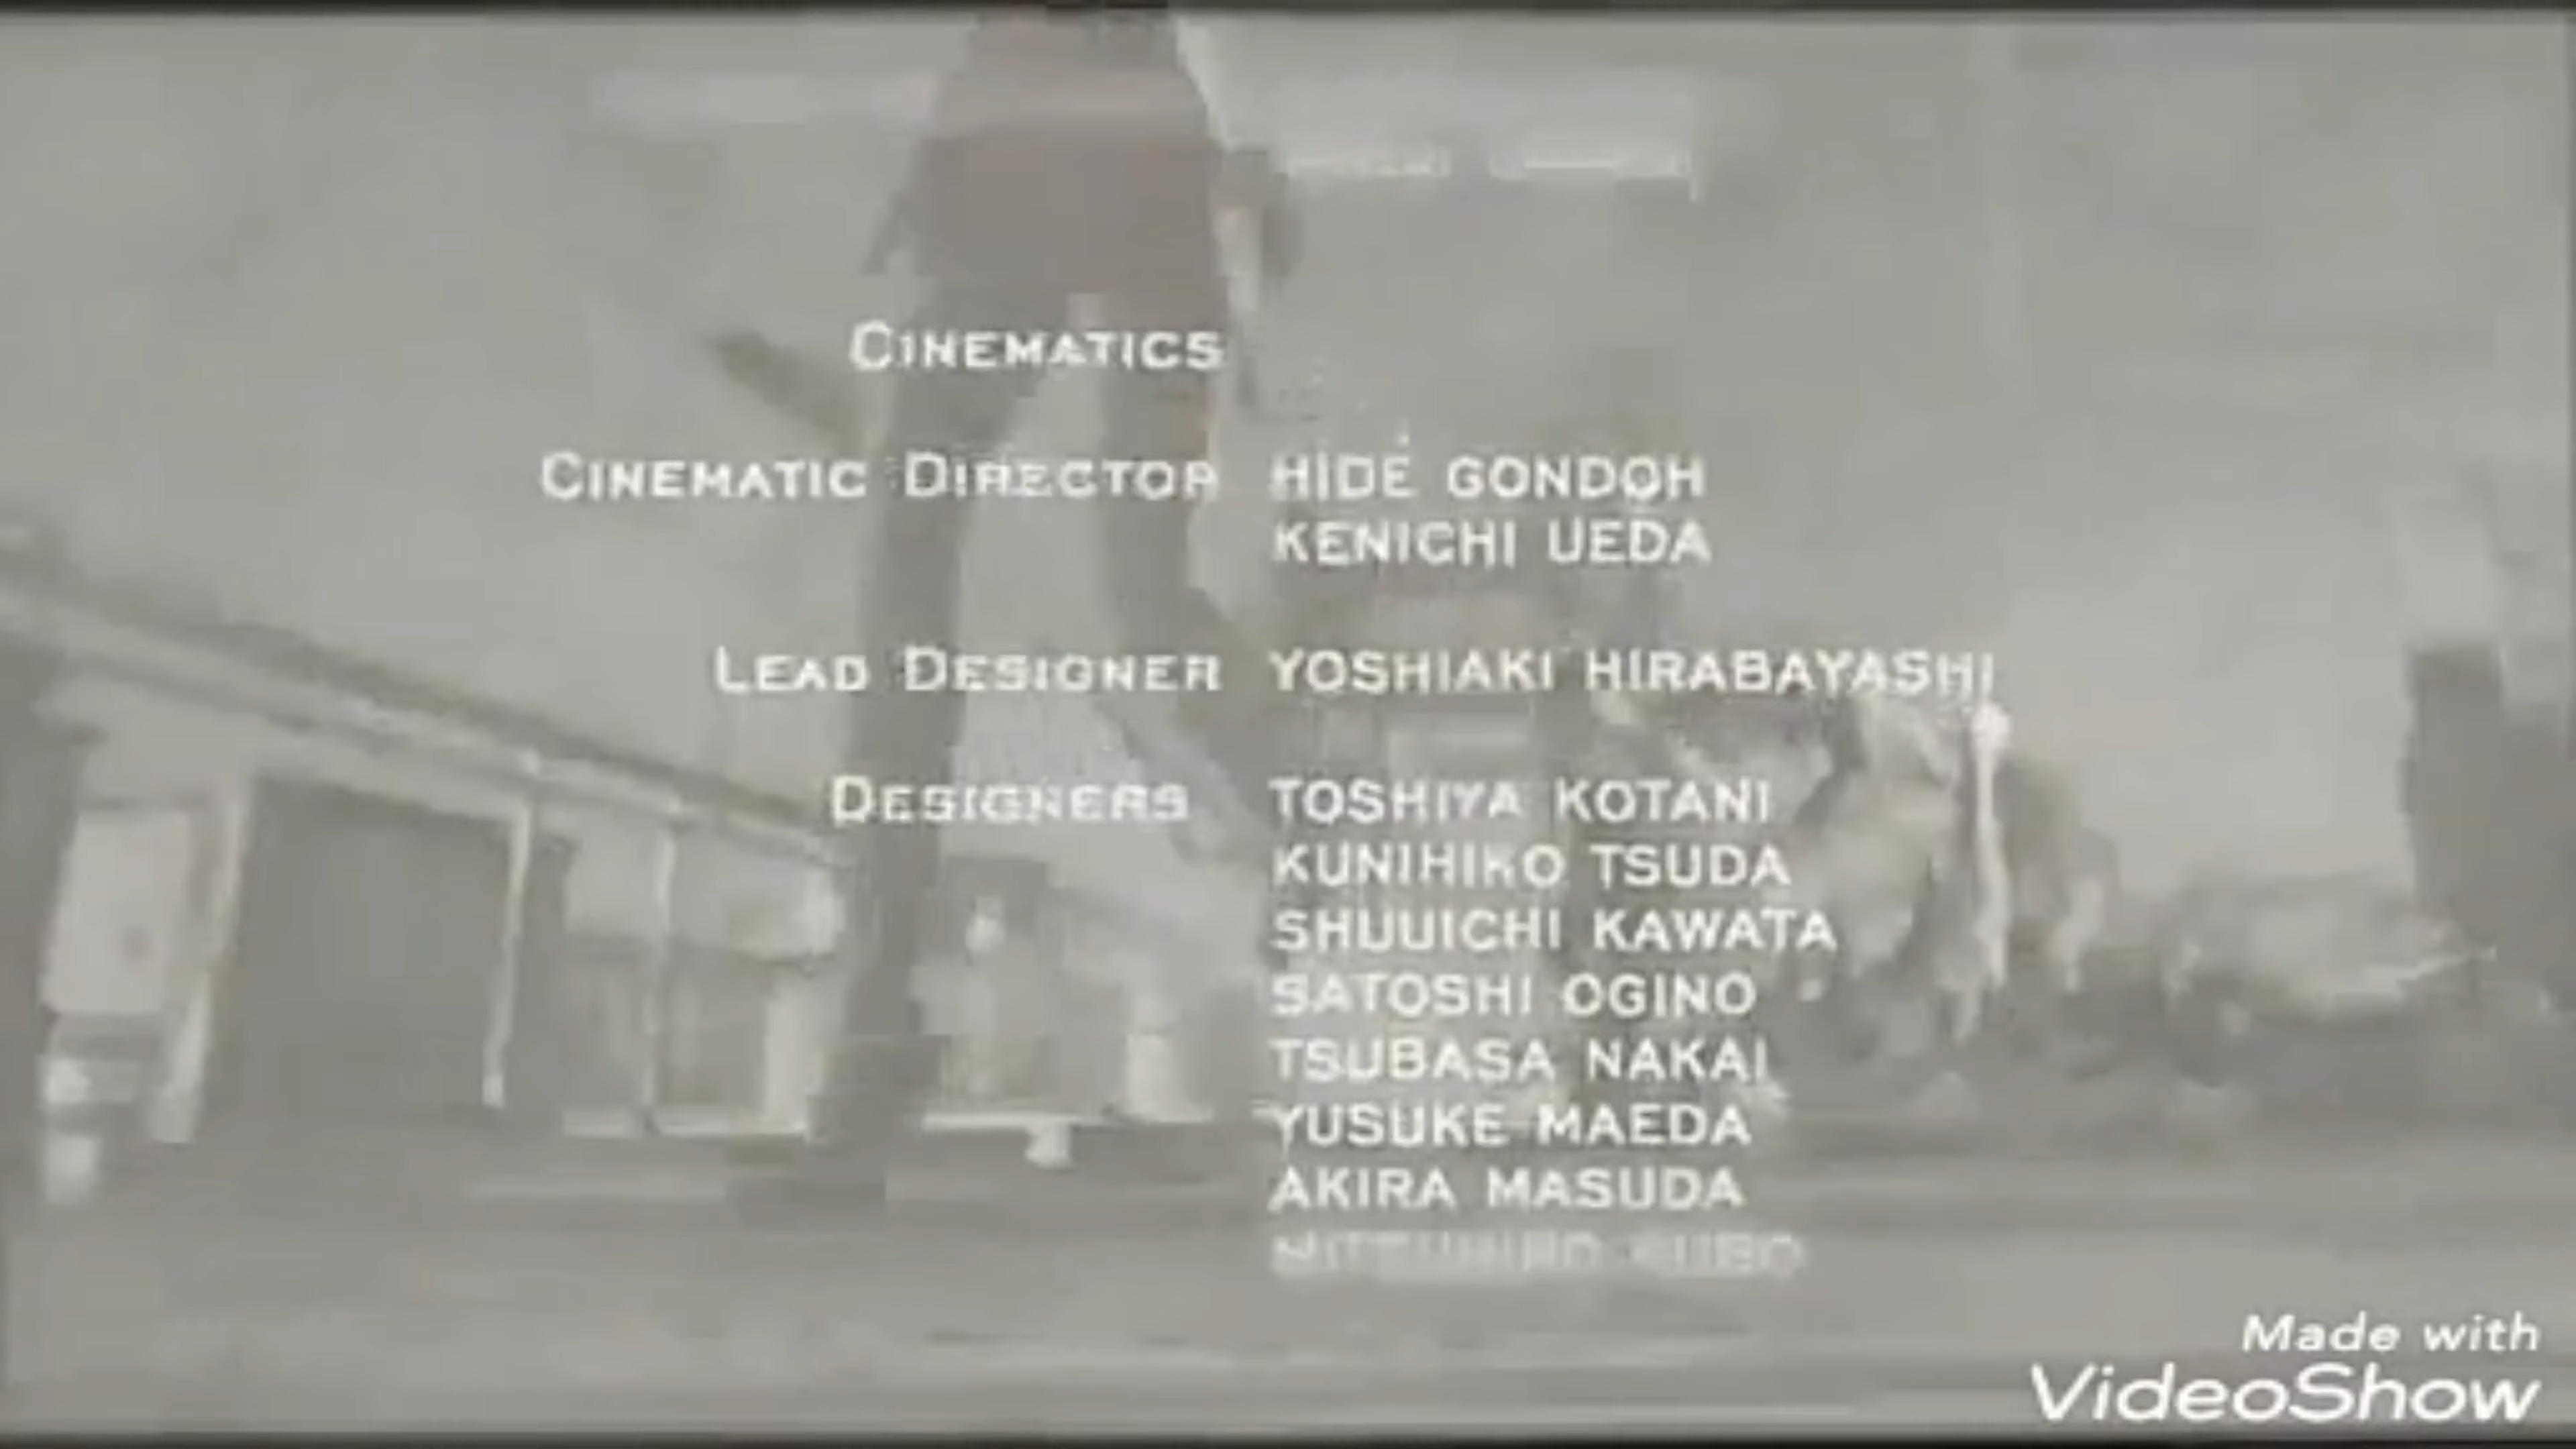 CINEMATICS
CINEMATIC DIRECTOR HIDE GONDOH
KENICHI UEDA
LEAD DESIGNER YOSHIAKI HIRABAYASHI
DESIGNERS TOSHIYA KOTANI
KUNIHIKO TSUDA
SHUUICHI KAWATA
SATOSHI OGINO
TSUBASA NAKAI
YUSUKE MAEDA
AKIRA MASUDA
Made with
VideoShow